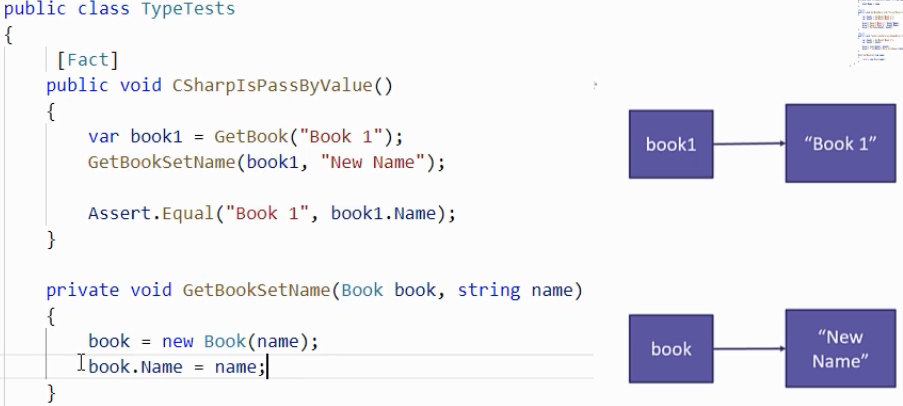 public class TypeTests
{
[Fact]
public void CSharpIsPassByValue()
{
var book1 = GetBook("Book 1");
GetBookSetName(book1, "New Name");
Assert.Equal("Book 1", book1.Name);
}
private void GetBookSetName(Book book, string name)
{
book = new Book(name);
book.Name = name;
}
book1
“Book 1”
book
“New
Name”